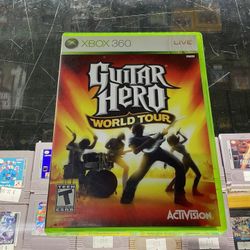 XBOX 360
LIVE
GUITAR
HERO
WORLD TOUR
TEEN
T
ESRB
ACTIVISION